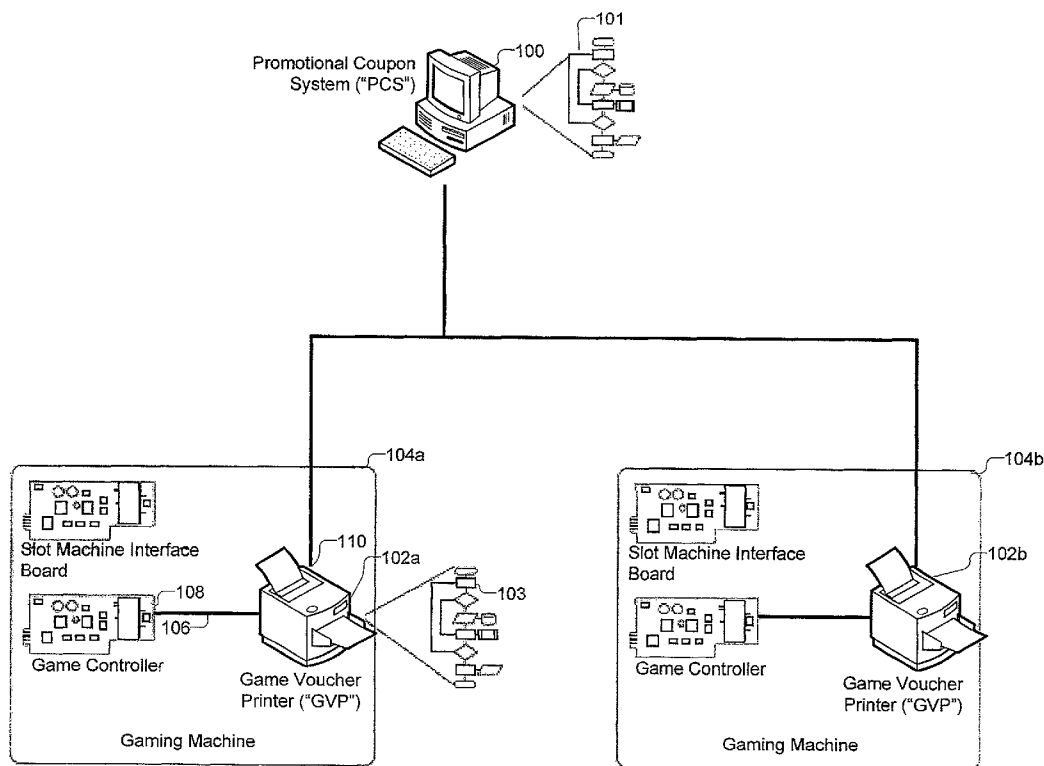 100
101
Promotional Coupon
System ("PCS")
104a
104b
Slot Machine Interface
Board
110
102a
108
106
103
Game Controller
Game Voucher
Printer ("GVP")
Gaming Machine
Slot Machine Interface
Board
102b
Game Controller
Game Voucher
Printer ("GVP")
Gaming Machine